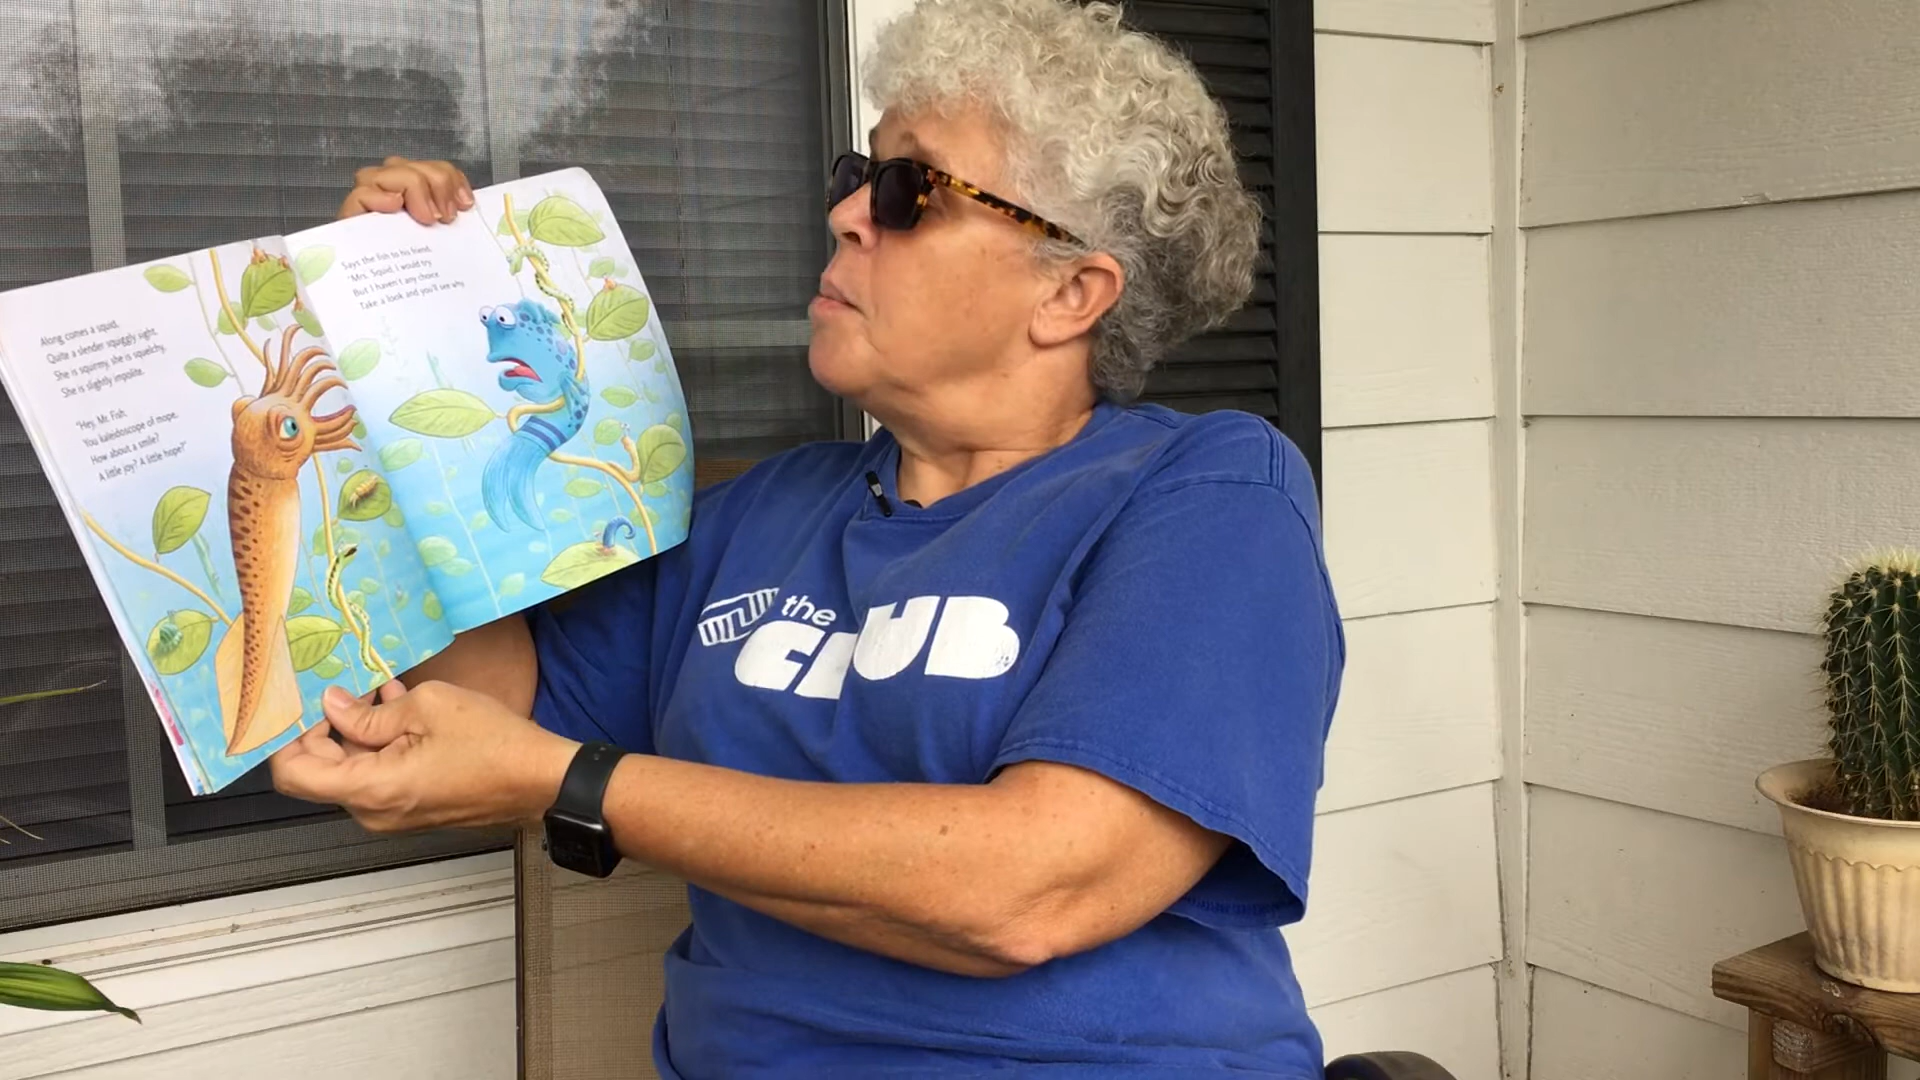 Along comes a squid,
Quite a slender squiggly sight.
She is squirmy, she is squelchy,
She is slightly impolite.
"Hey, Mr. Fish,
You kaleidoscope of mope.
How about a smile?
A little joy? A little hope?"
Says the fish to his friend,
"Mrs. Squid, I would try.
But I haven't any choice
Take a look and you'll see why.
the
CLUB